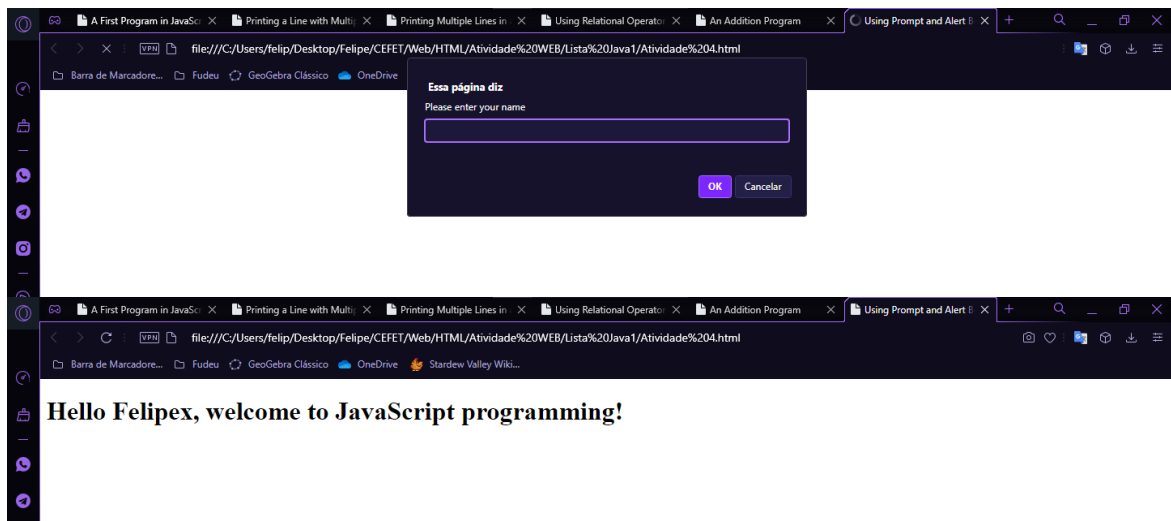 A First Program in JavaScr
Printing a Line with Multip
Printing Multiple Lines in
Using Relational Operator
An Addition Program
Using Prompt and Alert B
VPN
file:///C:/Users/felip/Desktop/Felipe/CEFET/Web/HTML/Atividade%20WEB/Lista%20Java1/Atividade%204.html
Barra de Marcadore... Fudeu GeoGebra Clássico OneDrive
Essa página diz
Please enter your name
OK Cancelar
A First Program in JavaScr
Printing a Line with Multip
Printing Multiple Lines in
Using Relational Operator
An Addition Program
Using Prompt and Alert B
VPN
file:///C:/Users/felip/Desktop/Felipe/CEFET/Web/HTML/Atividade%20WEB/Lista%20Java1/Atividade%204.html
Barra de Marcadore... Fudeu GeoGebra Clássico OneDrive Stardew Valley Wiki...
Hello Felipex, welcome to JavaScript programming!